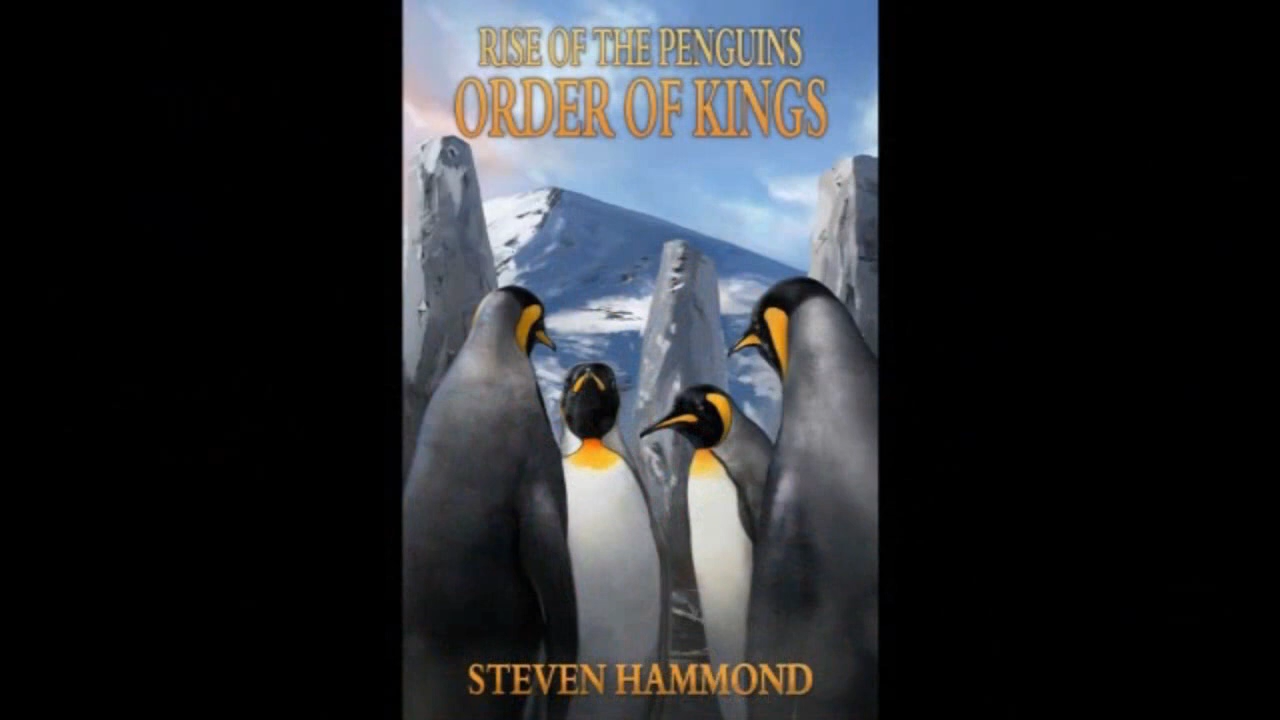 RISE OF THE PENGUINS
ORDER OF KINGS
STEVEN HAMMOND